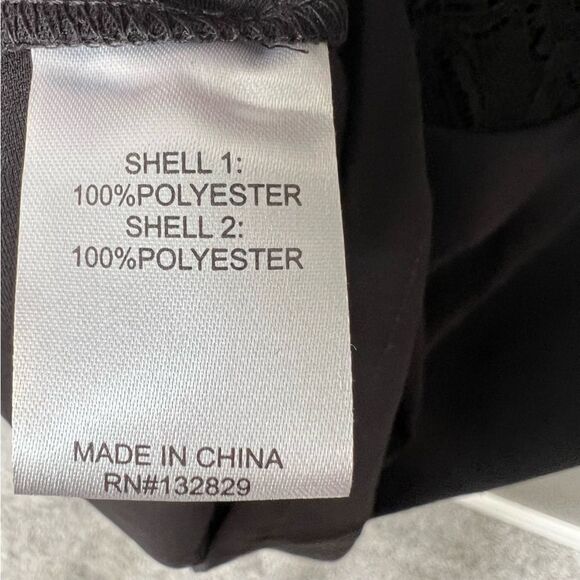 SHELL 1:
100%POLYESTER
SHELL 2:
100%POLYESTER
MADE IN CHINA
RN#132829